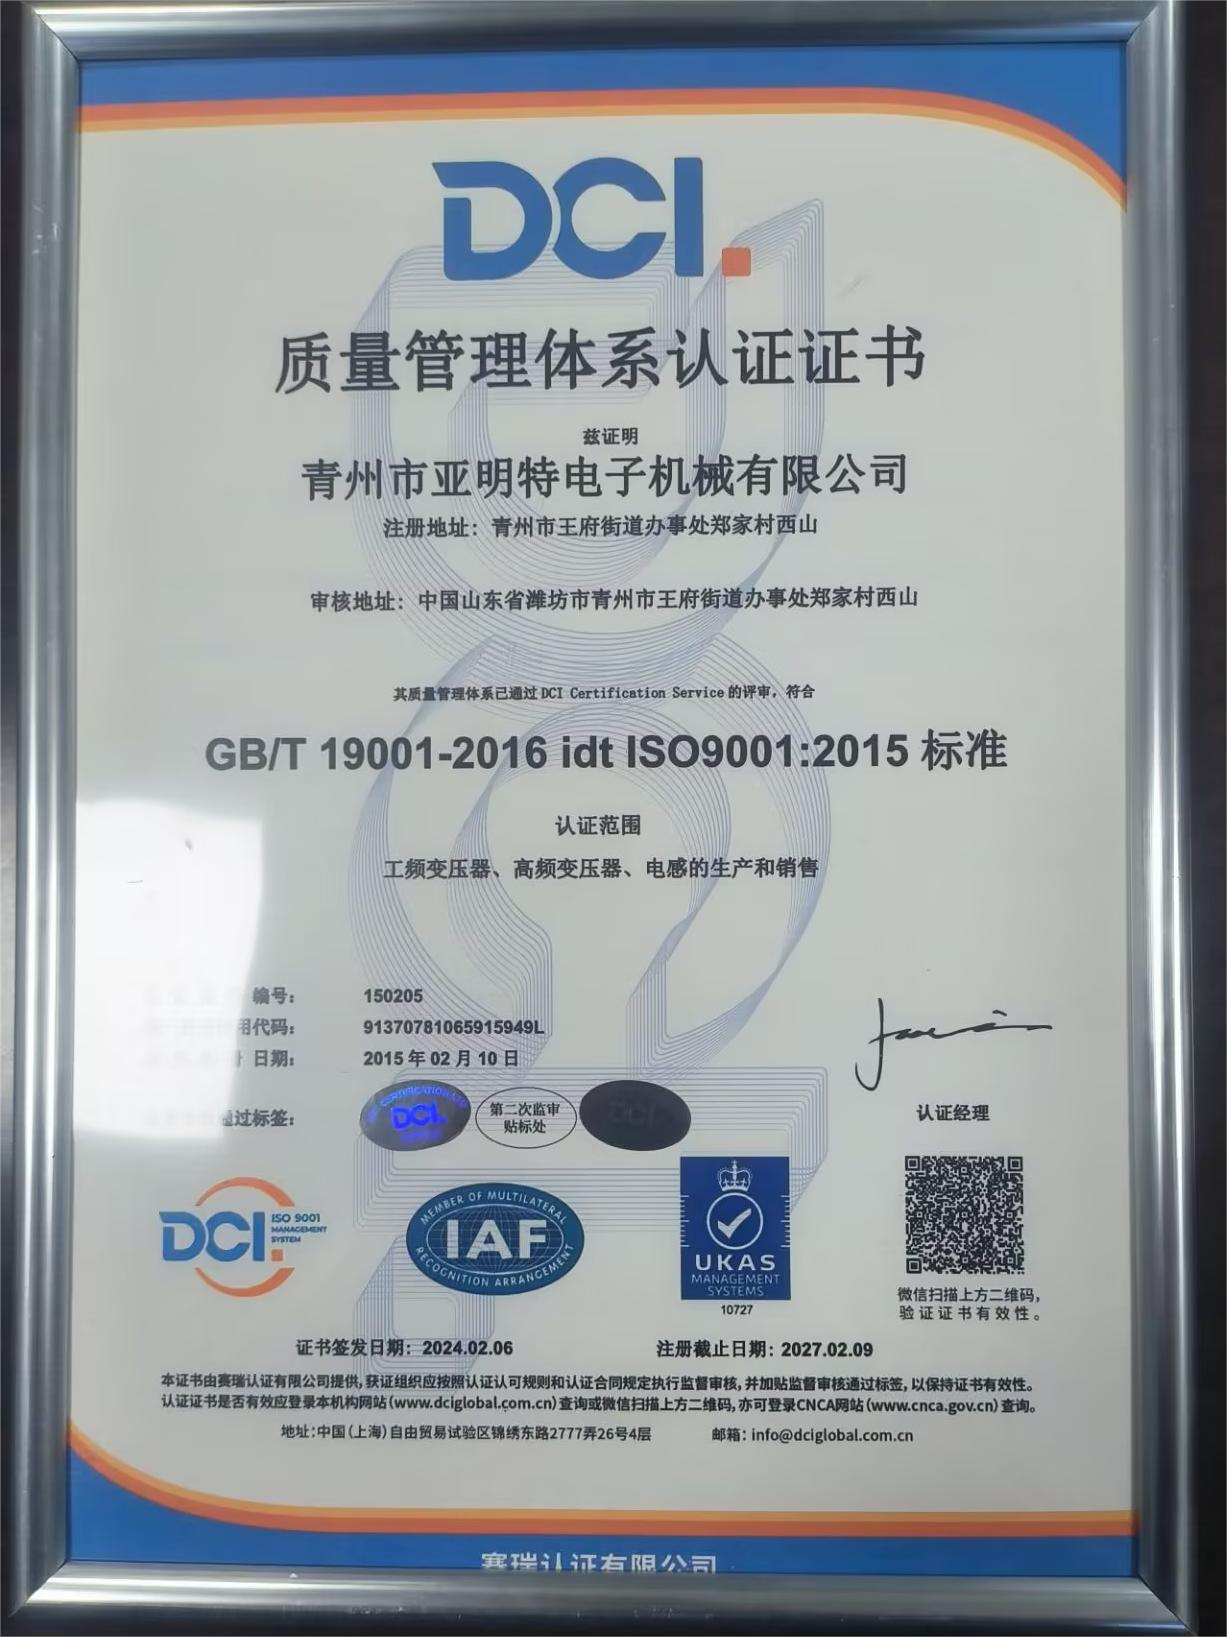 DCI.
质量管理体系认证证书
兹证明
青州市亚明特电子机械有限公司
注册地址：青州市王府街道办事处郑家村西山
审核地址：中国山东省潍坊市青州市王府街道办事处郑家村西山
其质量管理体系已通过 DCI Certification Service 的评审，符合
GB/T 19001-2016 idt ISO9001:2015 标准
认证范围
工频变压器、高频变压器、电感的生产和销售
编号： 150205
用代码： 91370781065915949L
日期： 2015 年 02 月 10 日
通过标签：
DCI.
第二次监审
贴标处
DCI
认证经理
DCI.
ISO 9001
MANAGEMENT
SYSTEM
MEMBER OF MULTILATERAL
IAF
RECOGNITION ARRANGEMENT
UKAS
MANAGEMENT
SYSTEMS
10727
微信扫描上方二维码，
验证证书有效性。
证书签发日期：2024.02.06 注册截止日期：2027.02.09
本证书由赛瑞认证有限公司提供，获证组织应按照认证认可规则和认证合同规定执行监督审核，并加贴监督审核通过标签，以保持证书有效性。
认证证书是否有效应登录本机构网站（www.dciglobal.com.cn）查询或微信扫描上方二维码，亦可登录CNCA网站（www.cnca.gov.cn）查询。
地址：中国（上海）自由贸易试验区锦绣东路2777弄26号4层 邮箱：info@dciglobal.com.cn
赛瑞认证有限公司